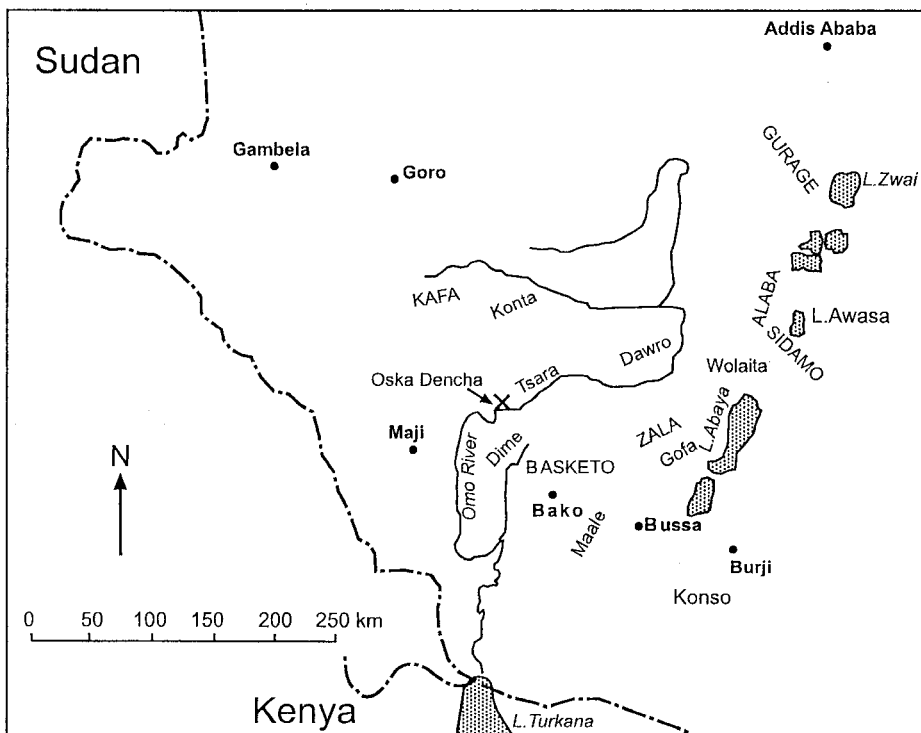 Addis Ababa
Sudan
GURAGE
Gambela
Goro
L.Zwai
KAFA
Konta
ALABA
L.Awasa
SIDAMO
Dawro
Wolaita
Oska Dencha
Tsara
L.Abaya
ZALA
Gofa
Maji
Omo River
Dime
N
BASKETO
Bako
Maale
Bussa
Burji
Konso
0 50 100 150 200 250 km
Kenya
L.Turkana